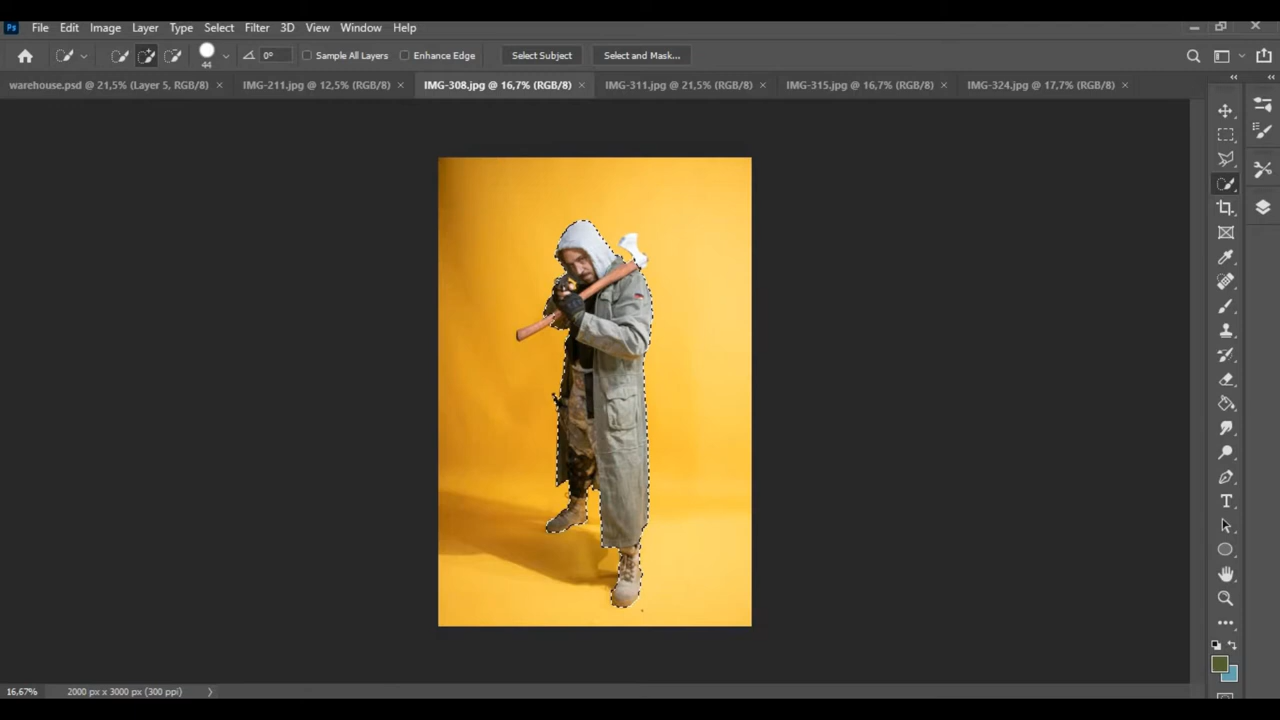 Ps File Edit Image Layer Type Select Filter 3D View Window Help
44 0° Sample All Layers Enhance Edge Select Subject Select and Mask...
warehouse.psd @ 21,5% (Layer 5, RGB/8) × IMG-211.jpg @ 12,5% (RGB/8) × IMG-308.jpg @ 16,7% (RGB/8) × IMG-311.jpg @ 21,5% (RGB/8) × IMG-315.jpg @ 16,7% (RGB/8) × IMG-324.jpg @ 17,7% (RGB/8) ×
16,67% 2000 px x 3000 px (300 ppi)